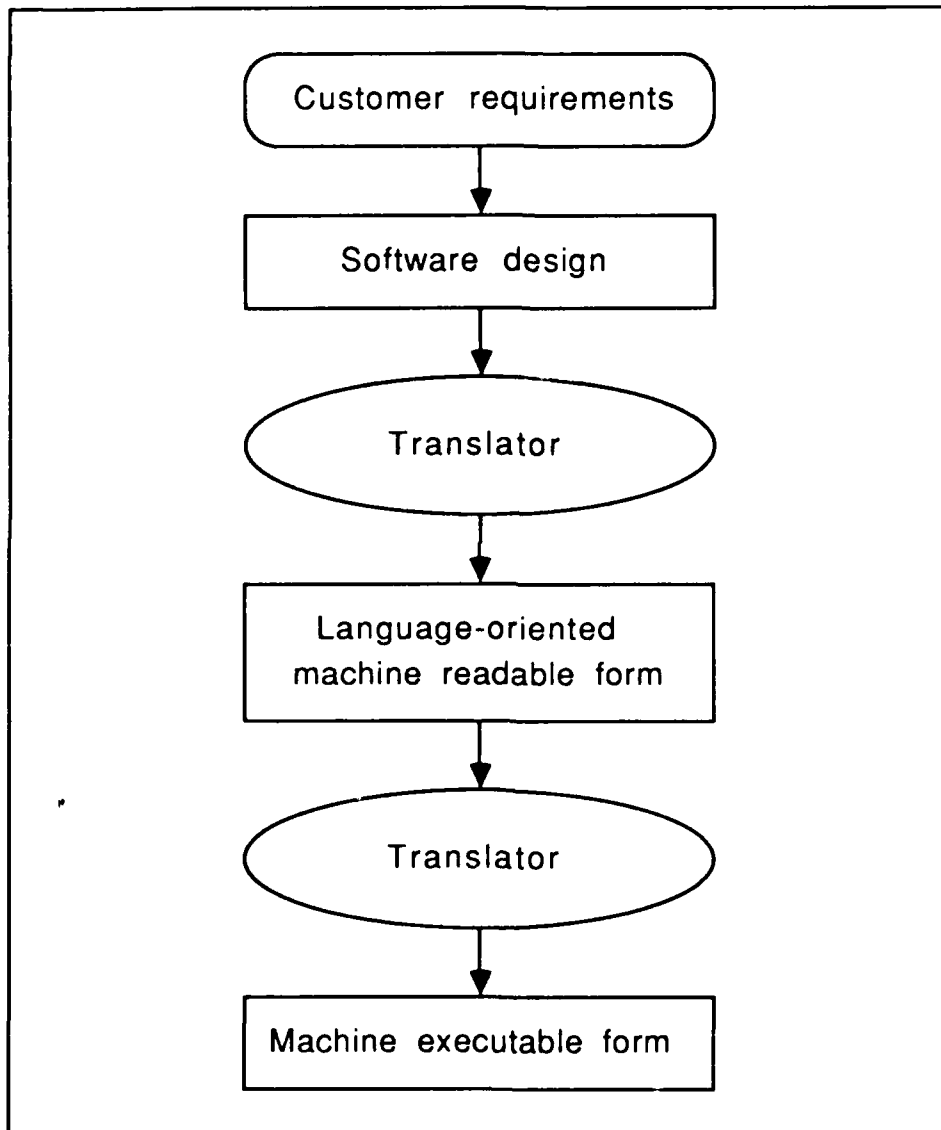 Customer requirements
Software design
Translator
Language-oriented
machine readable form
Translator
Machine executable form